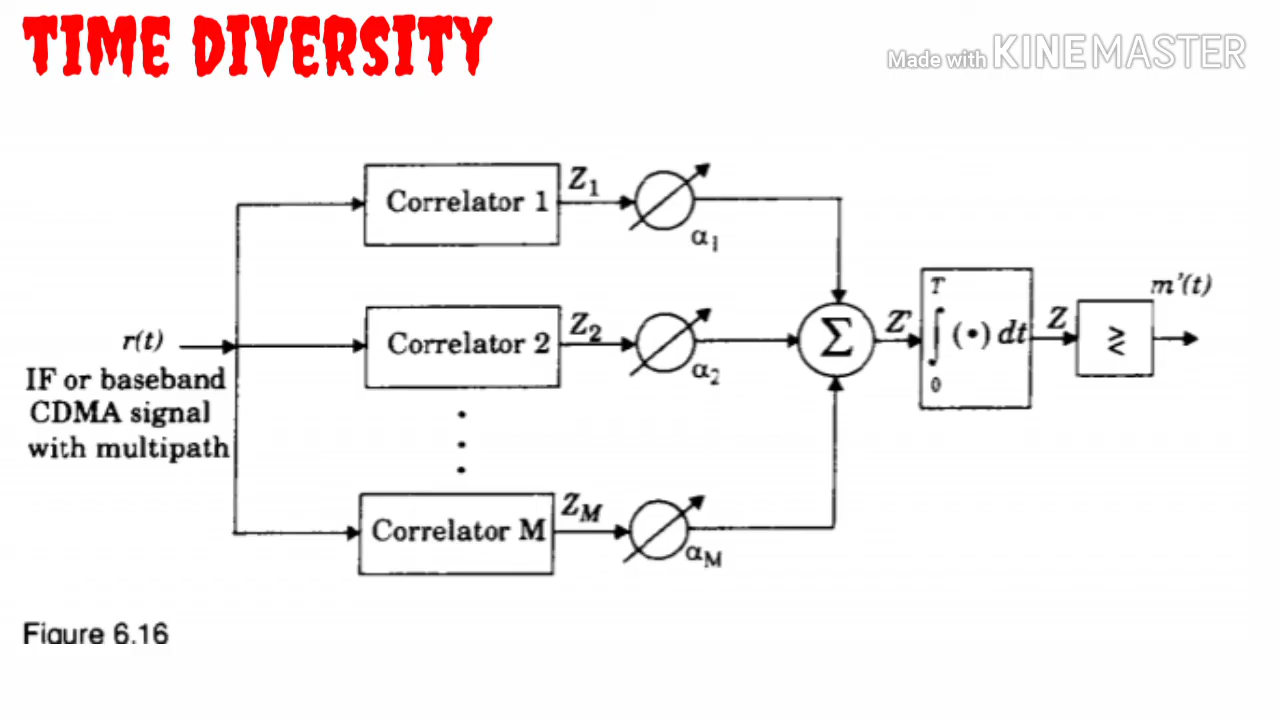 TIME DIVERSITY
Made with KINEMASTER
Correlator 1
Z1
α1
r(t)
IF or baseband
CDMA signal
with multipath
Correlator 2
Z2
α2
Σ
Z'
T
∫ (•) dt
0
Z
≷
m'(t)
Correlator M
ZM
αM
Figure 6.16